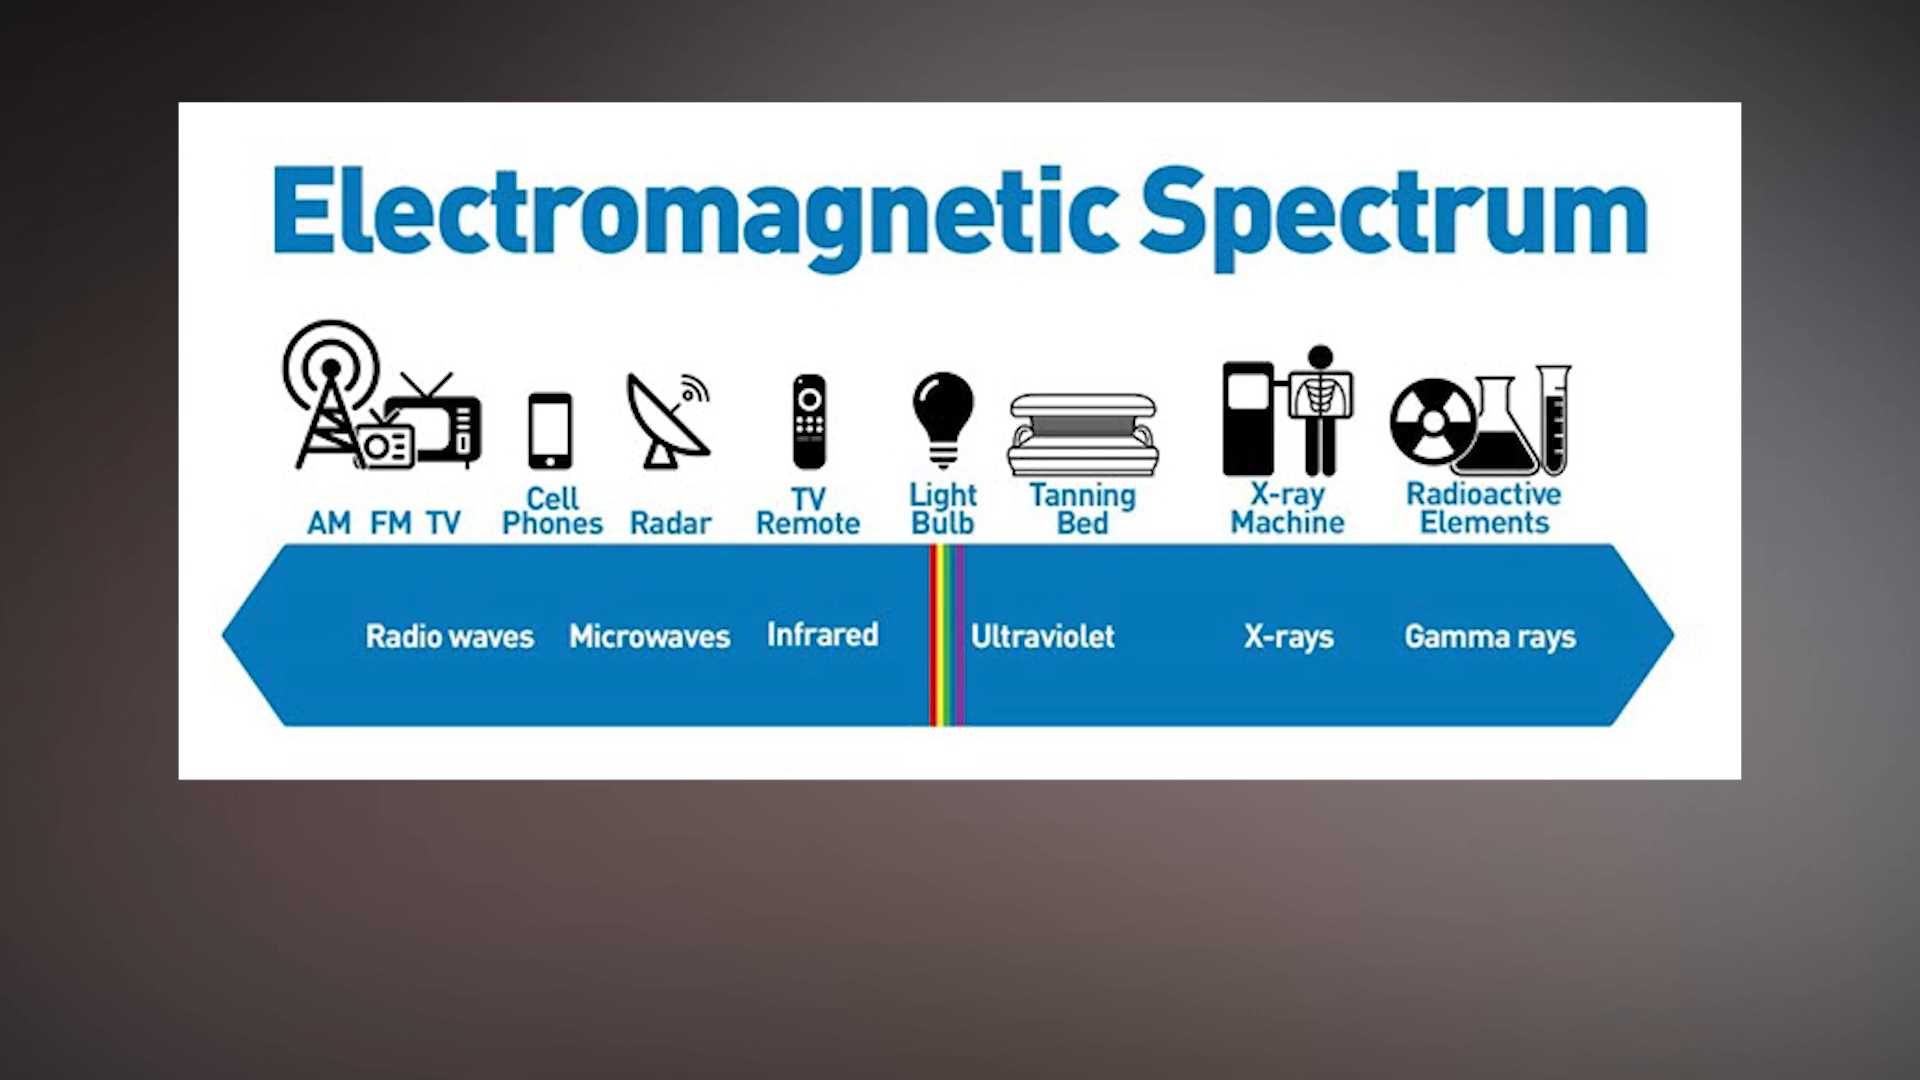 Electromagnetic Spectrum
AM FM TV
Cell
Phones
Radar
TV
Remote
Light
Bulb
Tanning
Bed
X-ray
Machine
Radioactive
Elements
Radio waves
Microwaves
Infrared
Ultraviolet
X-rays
Gamma rays